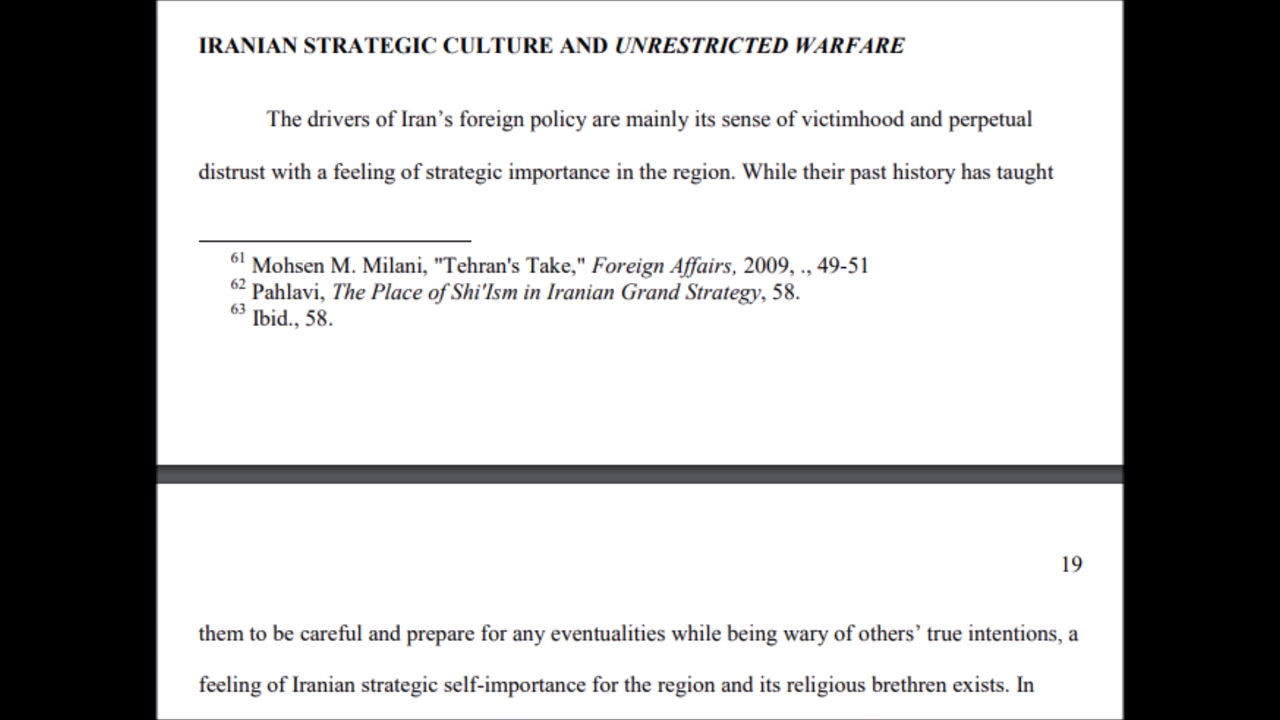 IRANIAN STRATEGIC CULTURE AND UNRESTRICTED WARFARE
The drivers of Iran’s foreign policy are mainly its sense of victimhood and perpetual
distrust with a feeling of strategic importance in the region. While their past history has taught
61 Mohsen M. Milani, "Tehran's Take," Foreign Affairs, 2009, ., 49-51
62 Pahlavi, The Place of Shi'Ism in Iranian Grand Strategy, 58.
63 Ibid., 58.
19
them to be careful and prepare for any eventualities while being wary of others’ true intentions, a
feeling of Iranian strategic self-importance for the region and its religious brethren exists. In